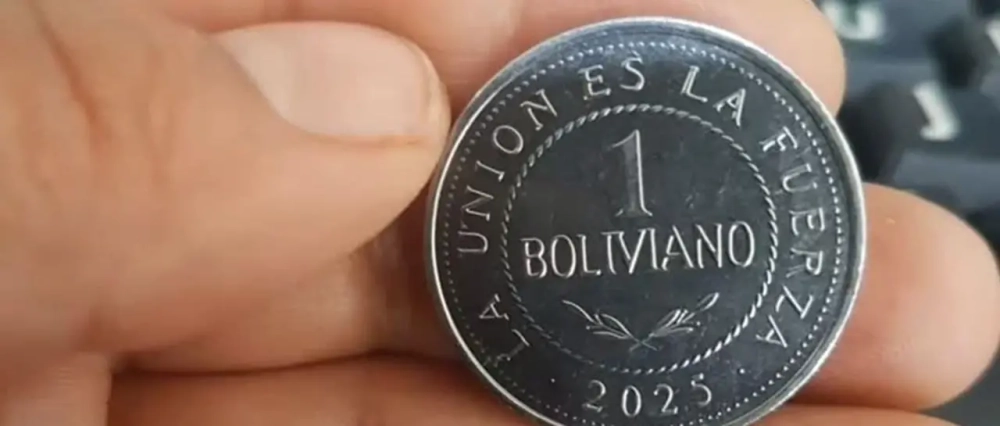 LA UNION ES LA FUERZA
1
BOLIVIANO
2025